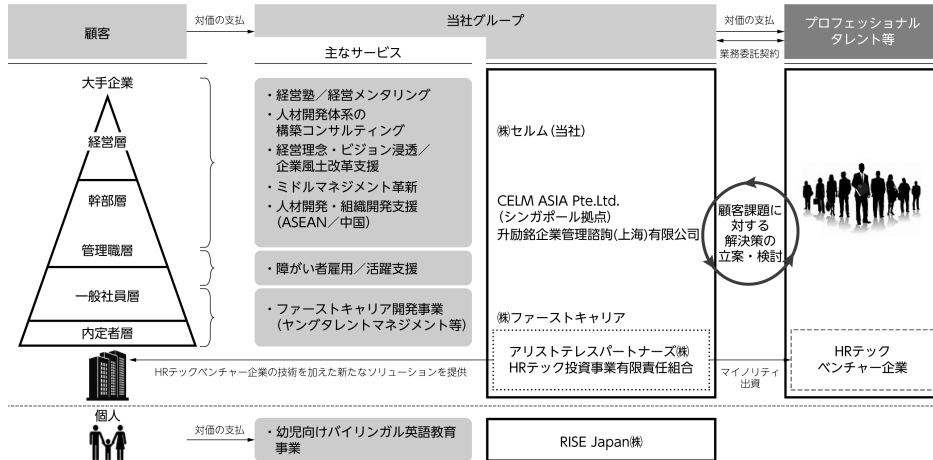 顧客
対価の支払
当社グループ
対価の支払
業務委託契約
プロフェッショナル
タレント等
主なサービス
大手企業
経営層
幹部層
管理職層
一般社員層
内定者層
・経営塾／経営メンタリング
・人材開発体系の
構築コンサルティング
・経営理念・ビジョン浸透／
企業風土改革支援
・ミドルマネジメント革新
・人材開発・組織開発支援
(ASEAN／中国)
・障がい者雇用／活躍支援
・ファーストキャリア開発事業
(ヤングタレントマネジメント等)
㈱セルム(当社)
CELM ASIA Pte.Ltd.
(シンガポール拠点)
升励銘企業管理諮詢(上海)有限公司
㈱ファーストキャリア
顧客課題に
対する
解決策の
立案・検討
アリストテレスパートナーズ㈱
HRテック投資事業有限責任組合
HRテックベンチャー企業の技術を加えた新たなソリューションを提供
マイノリティ
出資
HRテック
ベンチャー企業
個人
対価の支払
・幼児向けバイリンガル英語教育
事業
RISE Japan㈱